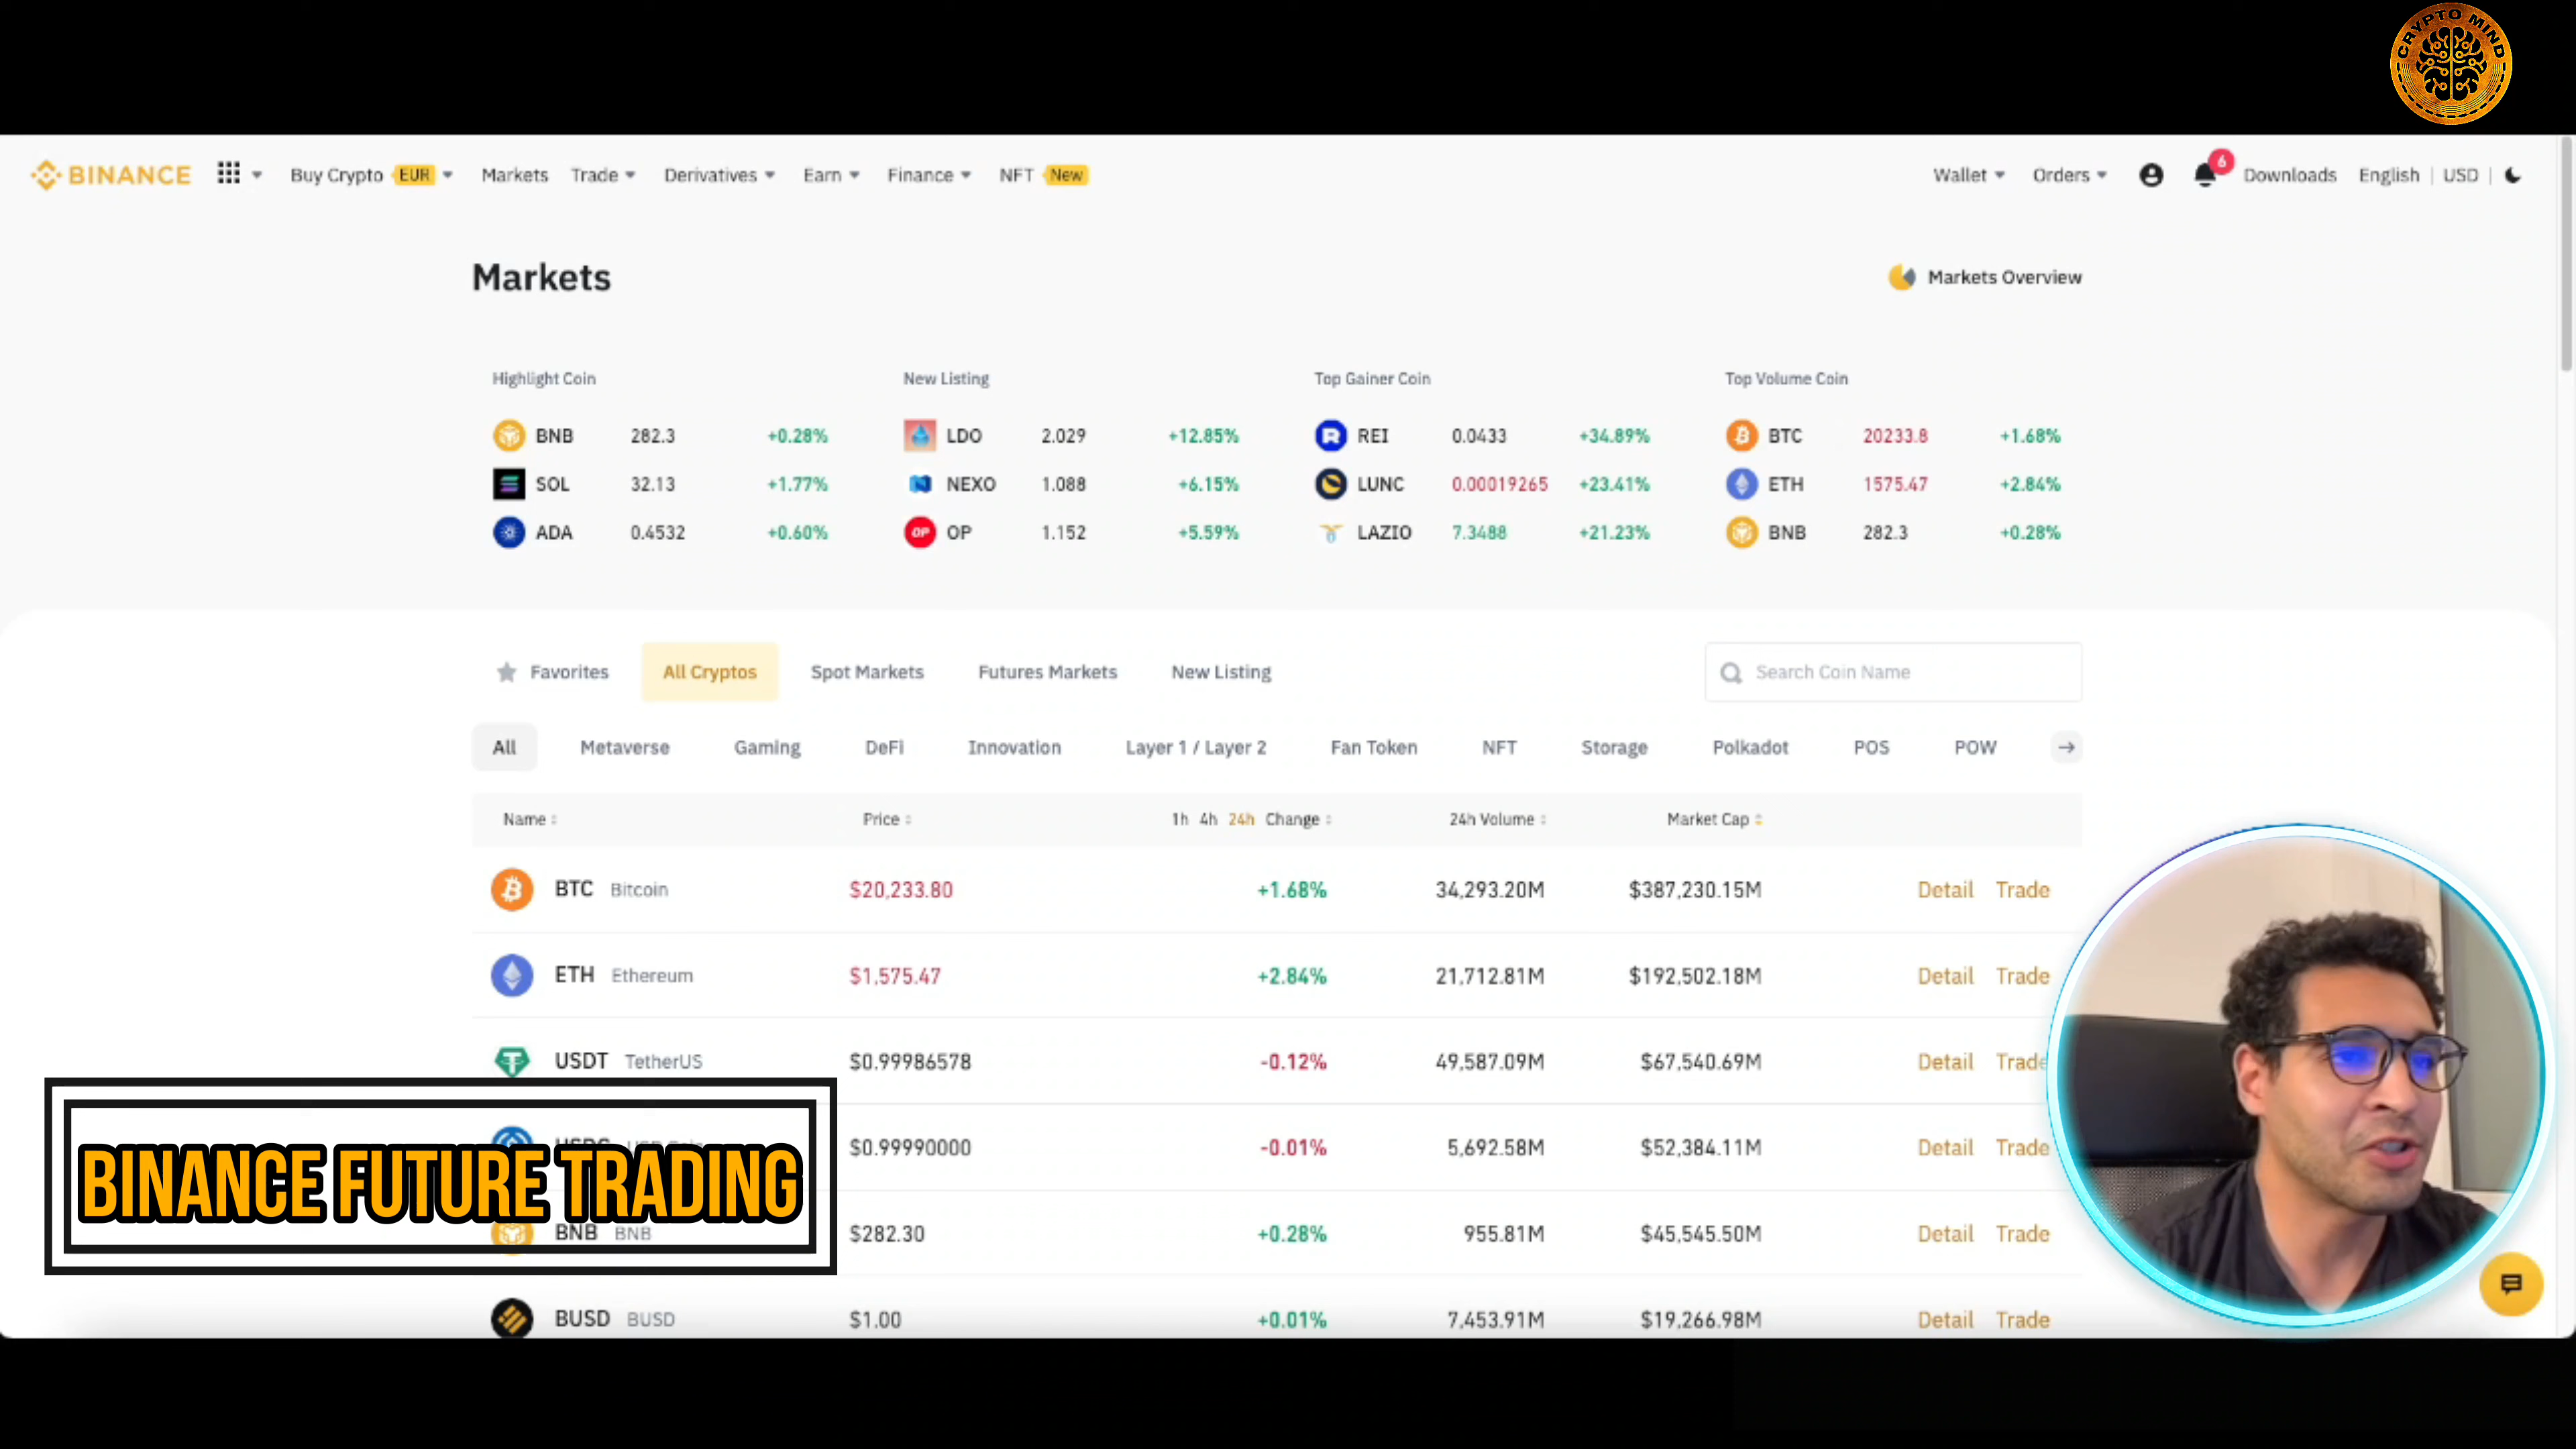 CRYPTO MIND
BINANCE Buy Crypto EUR Markets Trade Derivatives Earn Finance NFT New Wallet Orders 6 Downloads English | USD |
Markets
Markets Overview
Highlight Coin New Listing Top Gainer Coin Top Volume Coin
BNB 282.3 +0.28% LDO 2.029 +12.85% REI 0.0433 +34.89% BTC 20233.8 +1.68%
SOL 32.13 +1.77% NEXO 1.088 +6.15% LUNC 0.00019265 +23.41% ETH 1575.47 +2.84%
ADA 0.4532 +0.60% OP OP 1.152 +5.59% LAZIO 7.3488 +21.23% BNB 282.3 +0.28%
Favorites All Cryptos Spot Markets Futures Markets New Listing Search Coin Name
All Metaverse Gaming DeFi Innovation Layer 1 / Layer 2 Fan Token NFT Storage Polkadot POS POW
Name Price 1h 4h 24h Change 24h Volume Market Cap
BTC Bitcoin $20,233.80 +1.68% 34,293.20M $387,230.15M Detail Trade
ETH Ethereum $1,575.47 +2.84% 21,712.81M $192,502.18M Detail Trade
USDT TetherUS $0.99986578 -0.12% 49,587.09M $67,540.69M Detail Trade
$0.99990000 -0.01% 5,692.58M $52,384.11M Detail Trade
BINANCE FUTURE TRADING
BNB BNB $282.30 +0.28% 955.81M $45,545.50M Detail Trade
BUSD BUSD $1.00 +0.01% 7,453.91M $19,266.98M Detail Trade